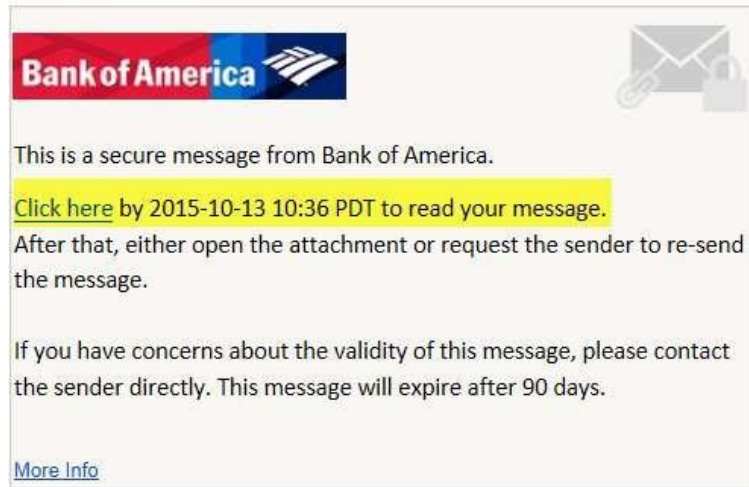 Bank of America
This is a secure message from Bank of America.
Click here by 2015-10-13 10:36 PDT to read your message.
After that, either open the attachment or request the sender to re-send
the message.
If you have concerns about the validity of this message, please contact
the sender directly. This message will expire after 90 days.
More Info